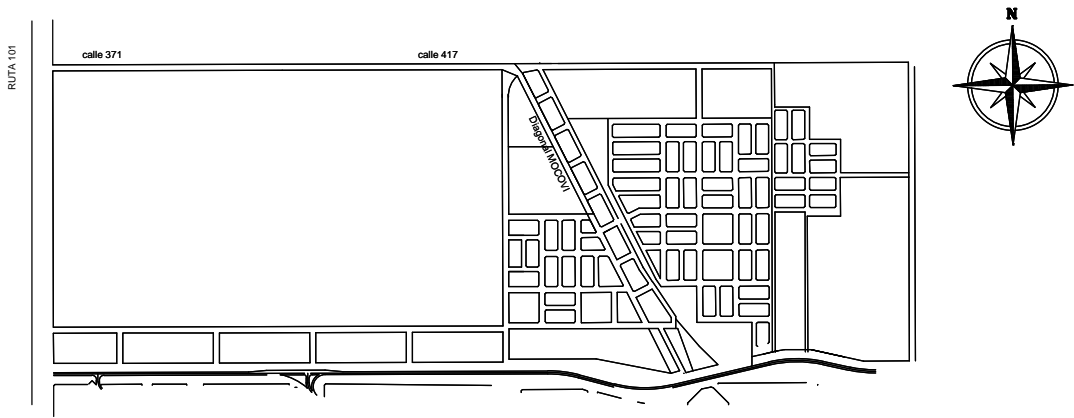 N
RUTA 101
calle 371
calle 417
Diagonal MOCOVI